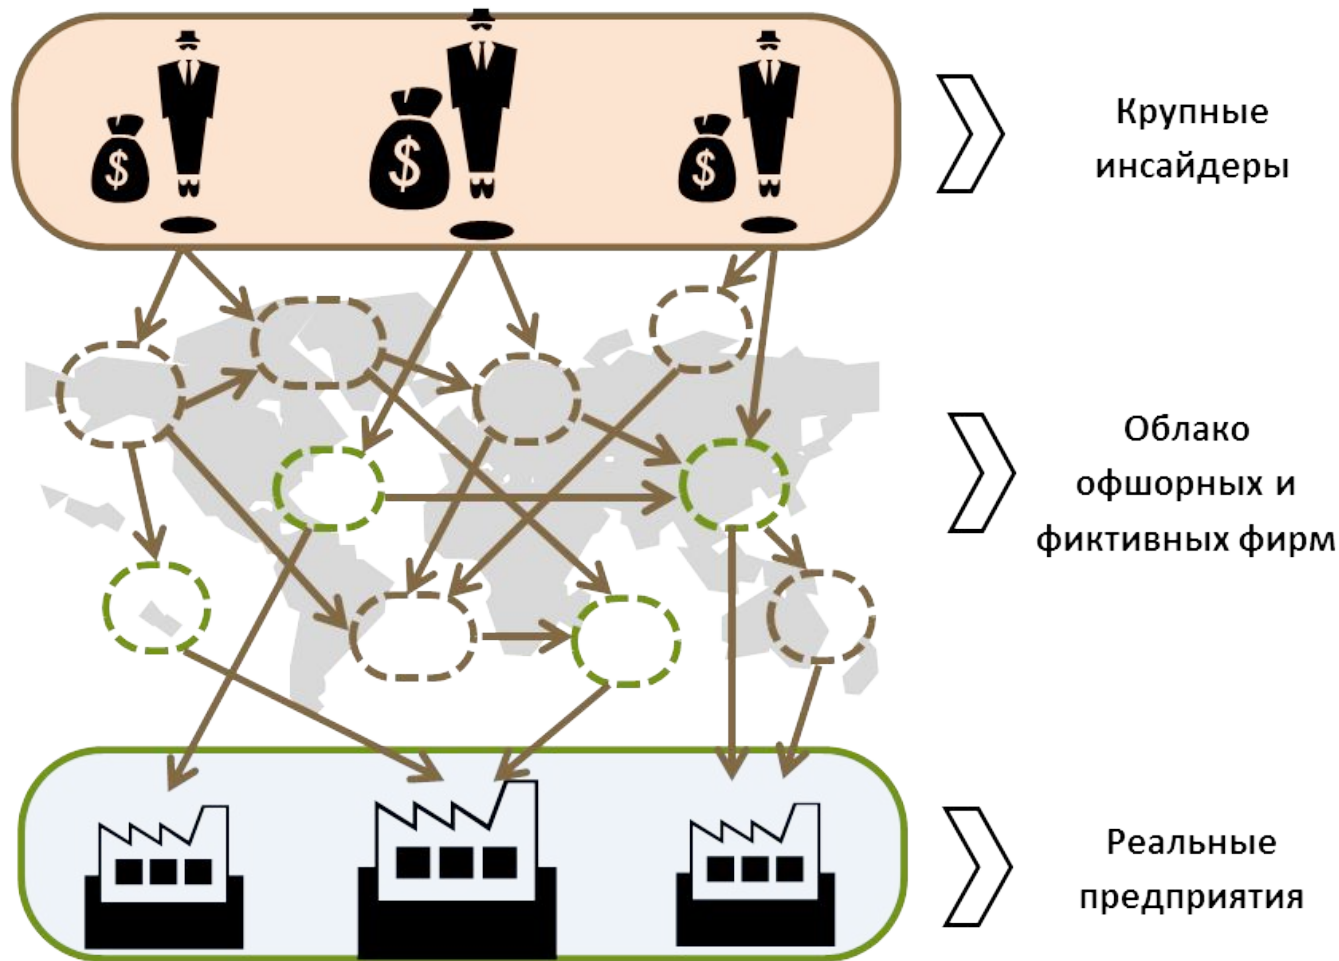 $
$
$
Крупные
инсайдеры
Облако
офшорных и
фиктивных фирм
Реальные
предприятия